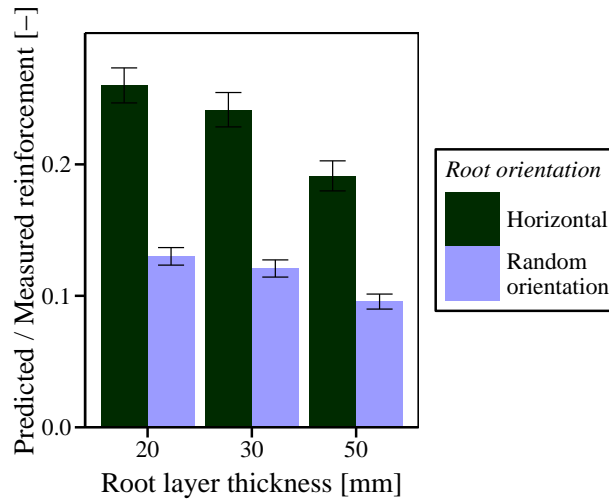 Predicted / Measured reinforcement [−]
0.2
0.1
0.0
20 30 50
Root layer thickness [mm]
Root orientation
Horizontal
Random
orientation